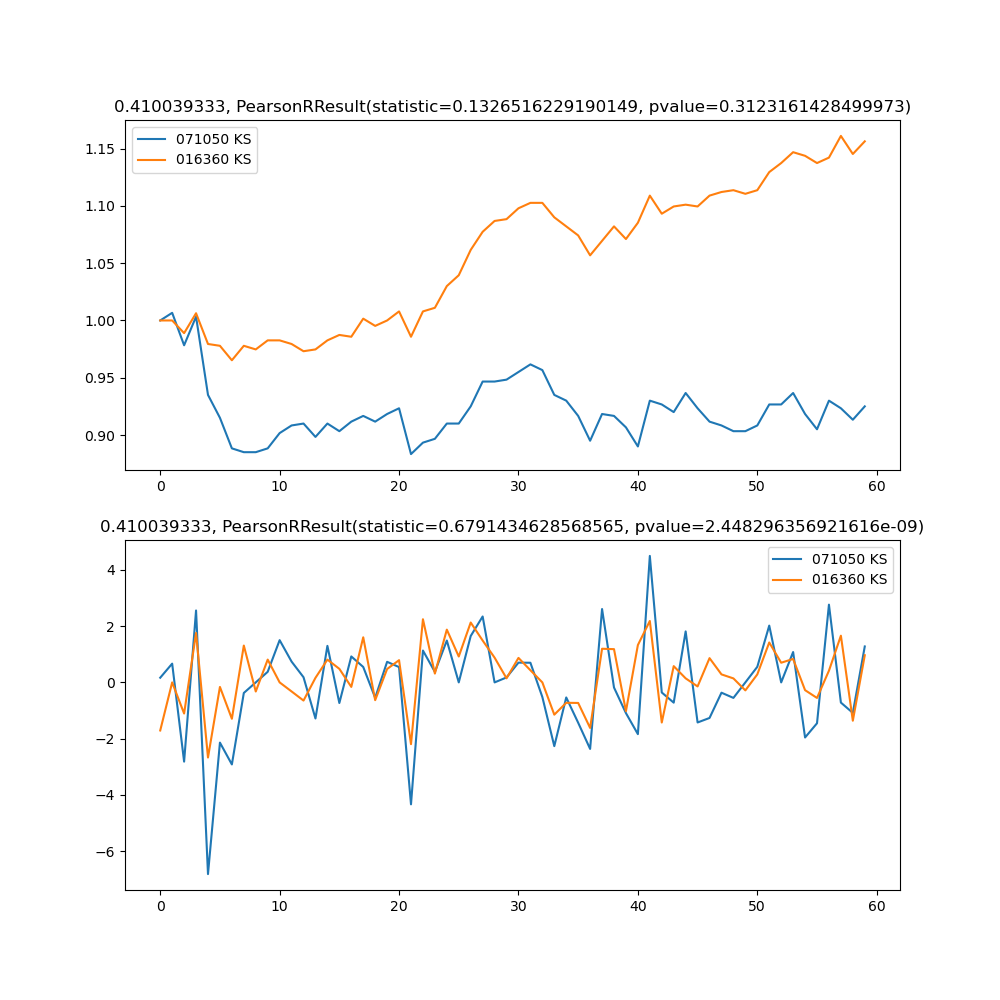 0.410039333, PearsonRResult(statistic=0.1326516229190149, pvalue=0.3123161428499973)
071050 KS
016360 KS
1.15
1.10
1.05
1.00
0.95
0.90
0 10 20 30 40 50 60
0.410039333, PearsonRResult(statistic=0.6791434628568565, pvalue=2.448296356921616e-09)
071050 KS
016360 KS
4
2
0
−2
−4
−6
0 10 20 30 40 50 60